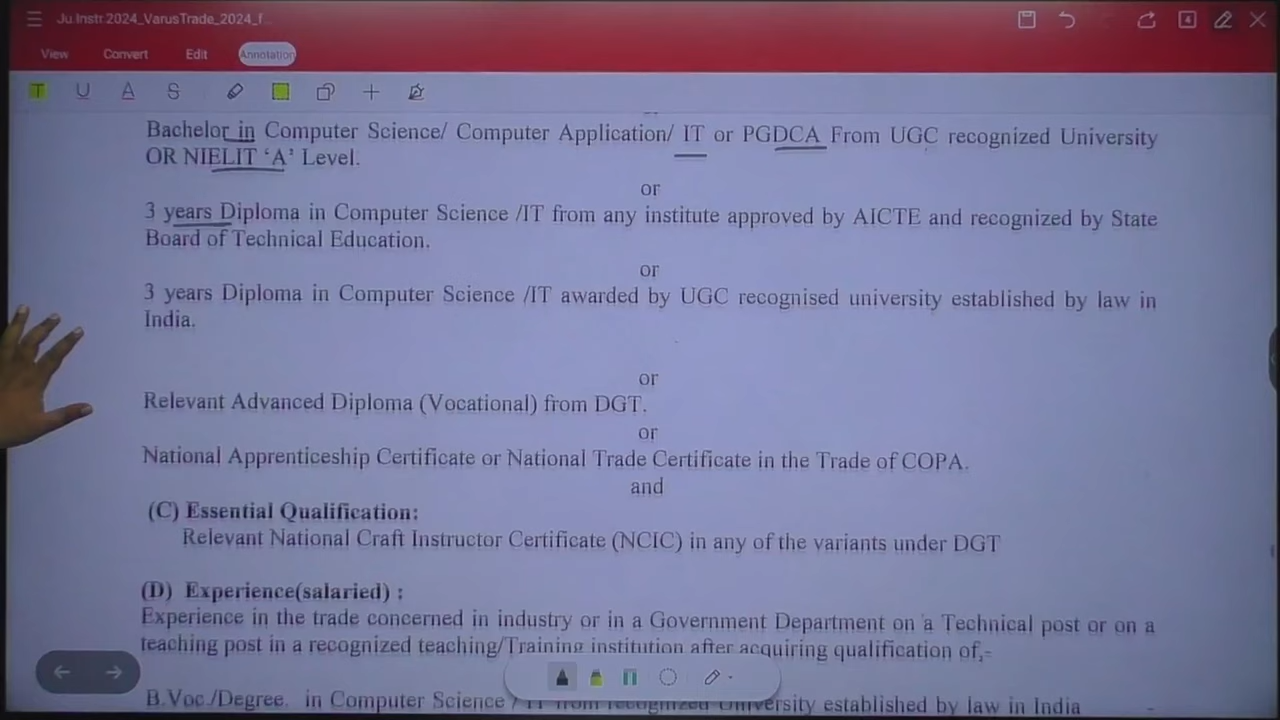 Ju.Instr.2024_VarusTrade_2024_f...
4
View Convert Edit Annotation
T U A S
Bachelor in Computer Science/ Computer Application/ IT or PGDCA From UGC recognized University
OR NIELIT ‘A’ Level.
or
3 years Diploma in Computer Science /IT from any institute approved by AICTE and recognized by State
Board of Technical Education.
or
3 years Diploma in Computer Science /IT awarded by UGC recognised university established by law in
India.
or
Relevant Advanced Diploma (Vocational) from DGT.
or
National Apprenticeship Certificate or National Trade Certificate in the Trade of COPA.
and
(C) Essential Qualification:
Relevant National Craft Instructor Certificate (NCIC) in any of the variants under DGT
(D) Experience(salaried) :
Experience in the trade concerned in industry or in a Government Department on a Technical post or on a
teaching post in a recognized teaching/Training institution after acquiring qualification of,-
B.Voc./Degree. in Computer Science / IT from recognized University established by law in India